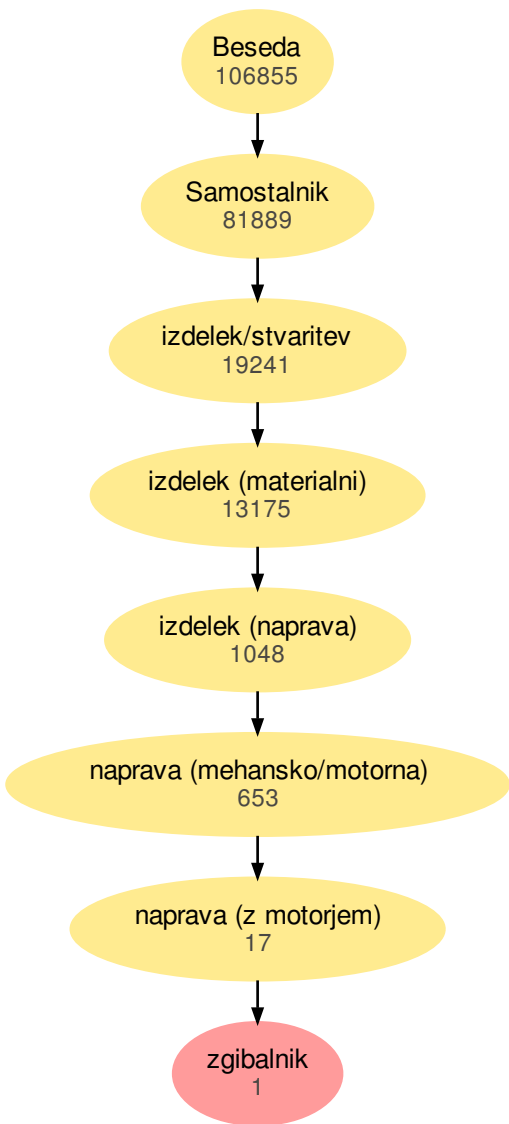 Beseda
106855
Samostalnik
81889
izdelek/stvaritev
19241
izdelek (materialni)
13175
izdelek (naprava)
1048
naprava (mehansko/motorna)
653
naprava (z motorjem)
17
zgibalnik
1